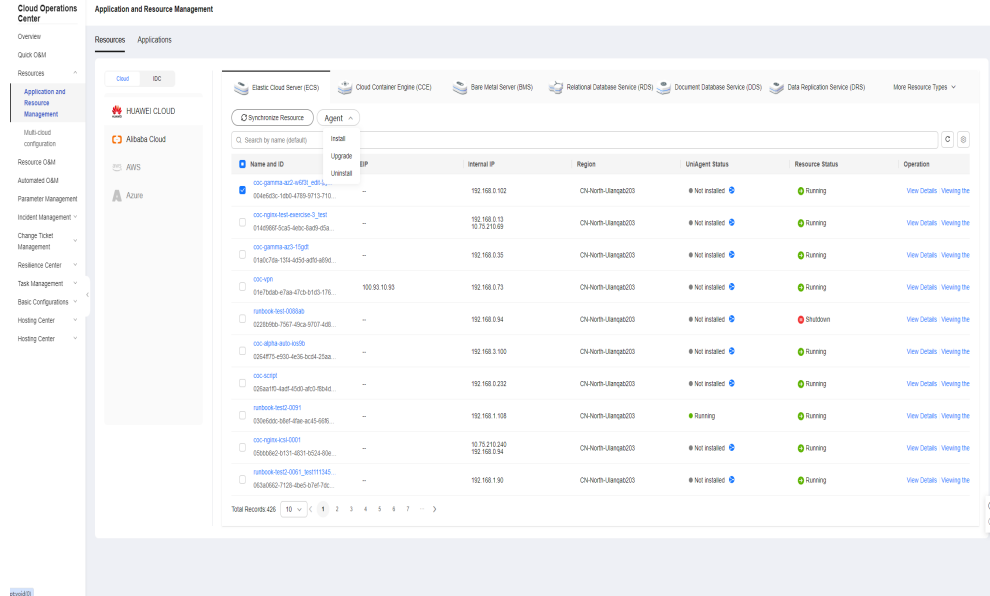 Cloud Operations
Center
Application and Resource Management
Overview
Quick O&M
Resources
Application and
Resource
Management
Multi-cloud
configuration
Resource O&M
Automated O&M
Parameter Management
Incident Management
Change Ticket
Management
Resilience Center
Task Management
Basic Configurations
Hosting Center
Hosting Center
Resources Applications
Cloud IDC
HUAWEI CLOUD
Alibaba Cloud
AWS
Azure
Elastic Cloud Server (ECS) Cloud Container Engine (CCE) Bare Metal Server (BMS) Relational Database Service (RDS) Document Database Service (DDS) Data Replication Service (DRS) More Resource Types
Synchronize Resource Agent
Install
Upgrade
Uninstall
Search by name (default)
Name and ID EIP Internal IP Region UniAgent Status Resource Status Operation
004e6d3c-1db0-4789-9713-710... -- 192.168.0.102 CN-North-Ulanqab203 Not installed Running View Details Viewing the
coc-nginx-test-exercise-3_test
014d966f-5ca5-4ebc-8ad9-d5a... -- 192.168.0.13 10.75.210.69 CN-North-Ulanqab203 Not installed Running View Details Viewing the
coc-gamma-az3-15gdt
01a0c7da-13f4-4d5d-adf0-a89d... -- 192.168.0.35 CN-North-Ulanqab203 Not installed Running View Details Viewing the
coc-vpn
01e7bdab-e7aa-47cb-b1d3-176... 100.93.10.93 192.168.0.73 CN-North-Ulanqab203 Not installed Running View Details Viewing the
runbook-test-0088ab
0228b9bb-7567-49ca-9707-4d8... -- 192.168.0.94 CN-North-Ulanqab203 Not installed Shutdown View Details Viewing the
coc-alpha-auto-ios9b
0264ff75-e930-4e36-bcd4-25aa... -- 192.168.3.100 CN-North-Ulanqab203 Not installed Running View Details Viewing the
coc-script
026aa1f0-4adf-45d0-afc0-f8b4d... -- 192.168.0.232 CN-North-Ulanqab203 Not installed Running View Details Viewing the
runbook-test2-0091
030e6ddc-b8ef-4fae-ac45-66f6... -- 192.168.1.108 CN-North-Ulanqab203 Running Running View Details Viewing the
coc-nginx-lcsl-0001
05bbb8e2-b131-4831-b524-80e... -- 10.75.210.240 192.168.0.94 CN-North-Ulanqab203 Not installed Running View Details Viewing the
runbook-test2-0061_test111345...
063a0662-7128-4be5-b7ef-7dc... -- 192.168.1.90 CN-North-Ulanqab203 Not installed Running View Details Viewing the
Total Records:426 10 1 2 3 4 5 6 7 ...